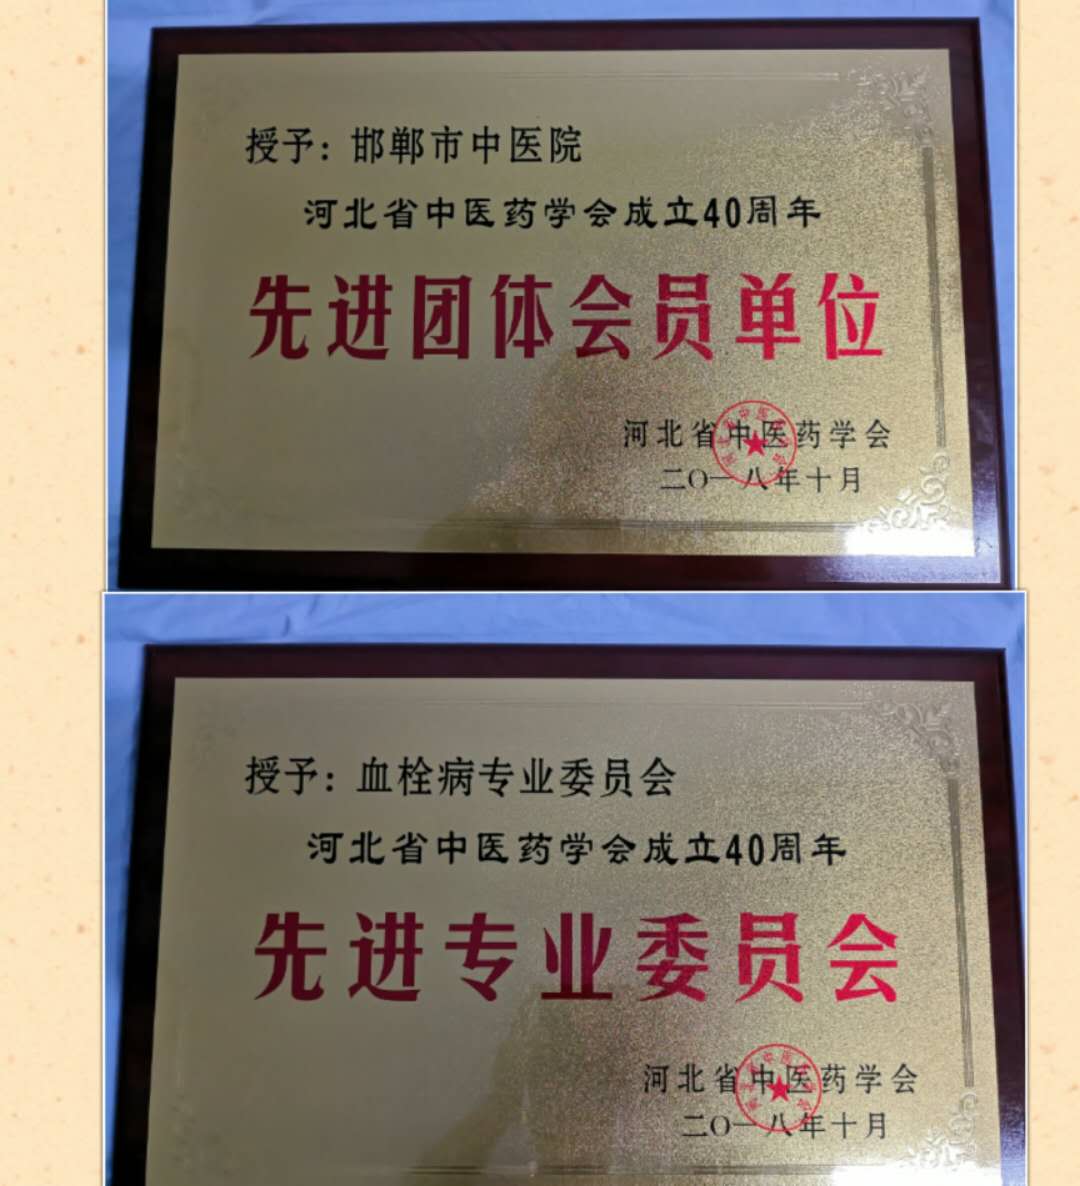 授予：邯郸市中医院
河北省中医药学会成立40周年
先进团体会员单位
河北省中医药学会
二〇一八年十月
授予：血栓病专业委员会
河北省中医药学会成立40周年
先进专业委员会
河北省中医药学会
二〇一八年十月